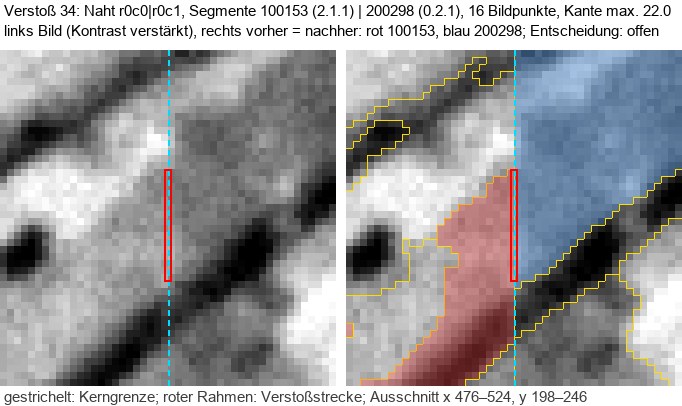 Verstoß 34: Naht r0c0|r0c1, Segmente 100153 (2.1.1) | 200298 (0.2.1), 16 Bildpunkte, Kante max. 22.0
links Bild (Kontrast verstärkt), rechts vorher = nachher: rot 100153, blau 200298; Entscheidung: offen
gestrichelt: Kerngrenze; roter Rahmen: Verstoßstrecke; Ausschnitt x 476–524, y 198–246